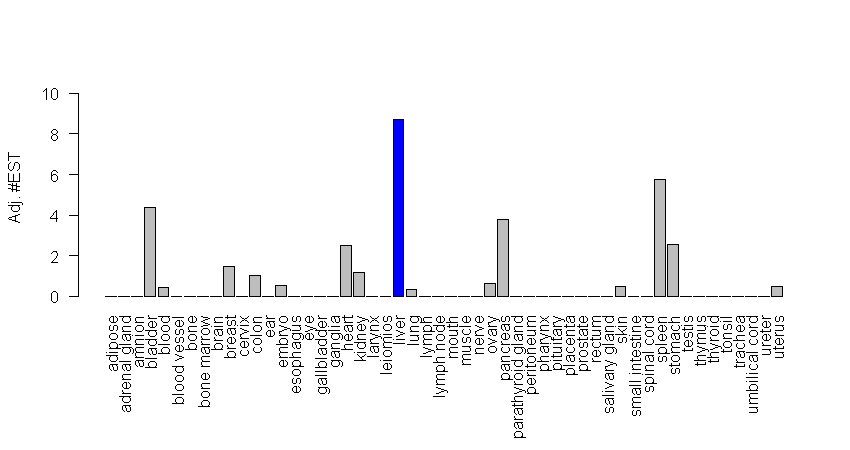 10
8
6
4
2
0
Adj. #EST
adipose
adrenal gland
amnion
bladder
blood
blood vessel
bone
bone marrow
brain
breast
cervix
colon
ear
embryo
esophagus
eye
gallbladder
ganglia
heart
kidney
larynx
leiomios
liver
lung
lymph
lymph node
mouth
muscle
nerve
ovary
pancreas
parathyroid gland
peritoneum
pharynx
pituitary
placenta
prostate
rectum
salivary gland
skin
small intestine
spinal cord
spleen
stomach
testis
thymus
thyroid
tonsil
trachea
umbilical cord
ureter
uterus